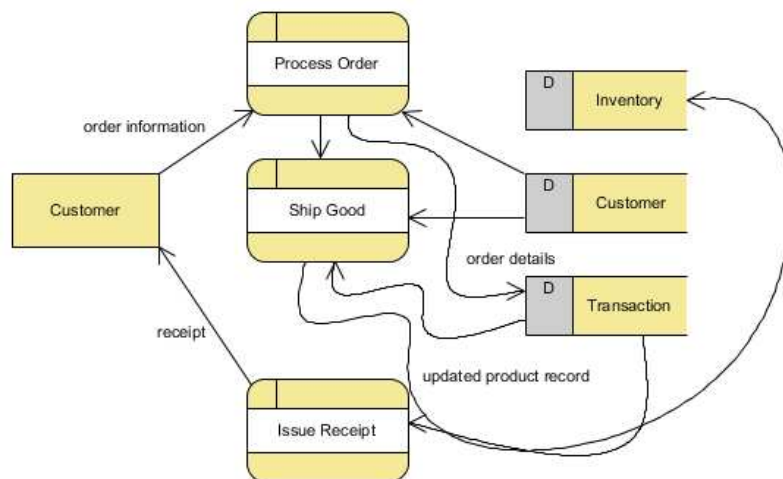 Process Order
D
Inventory
order information
D
Customer
Customer
Ship Good
order details
D
Transaction
receipt
updated product record
Issue Receipt